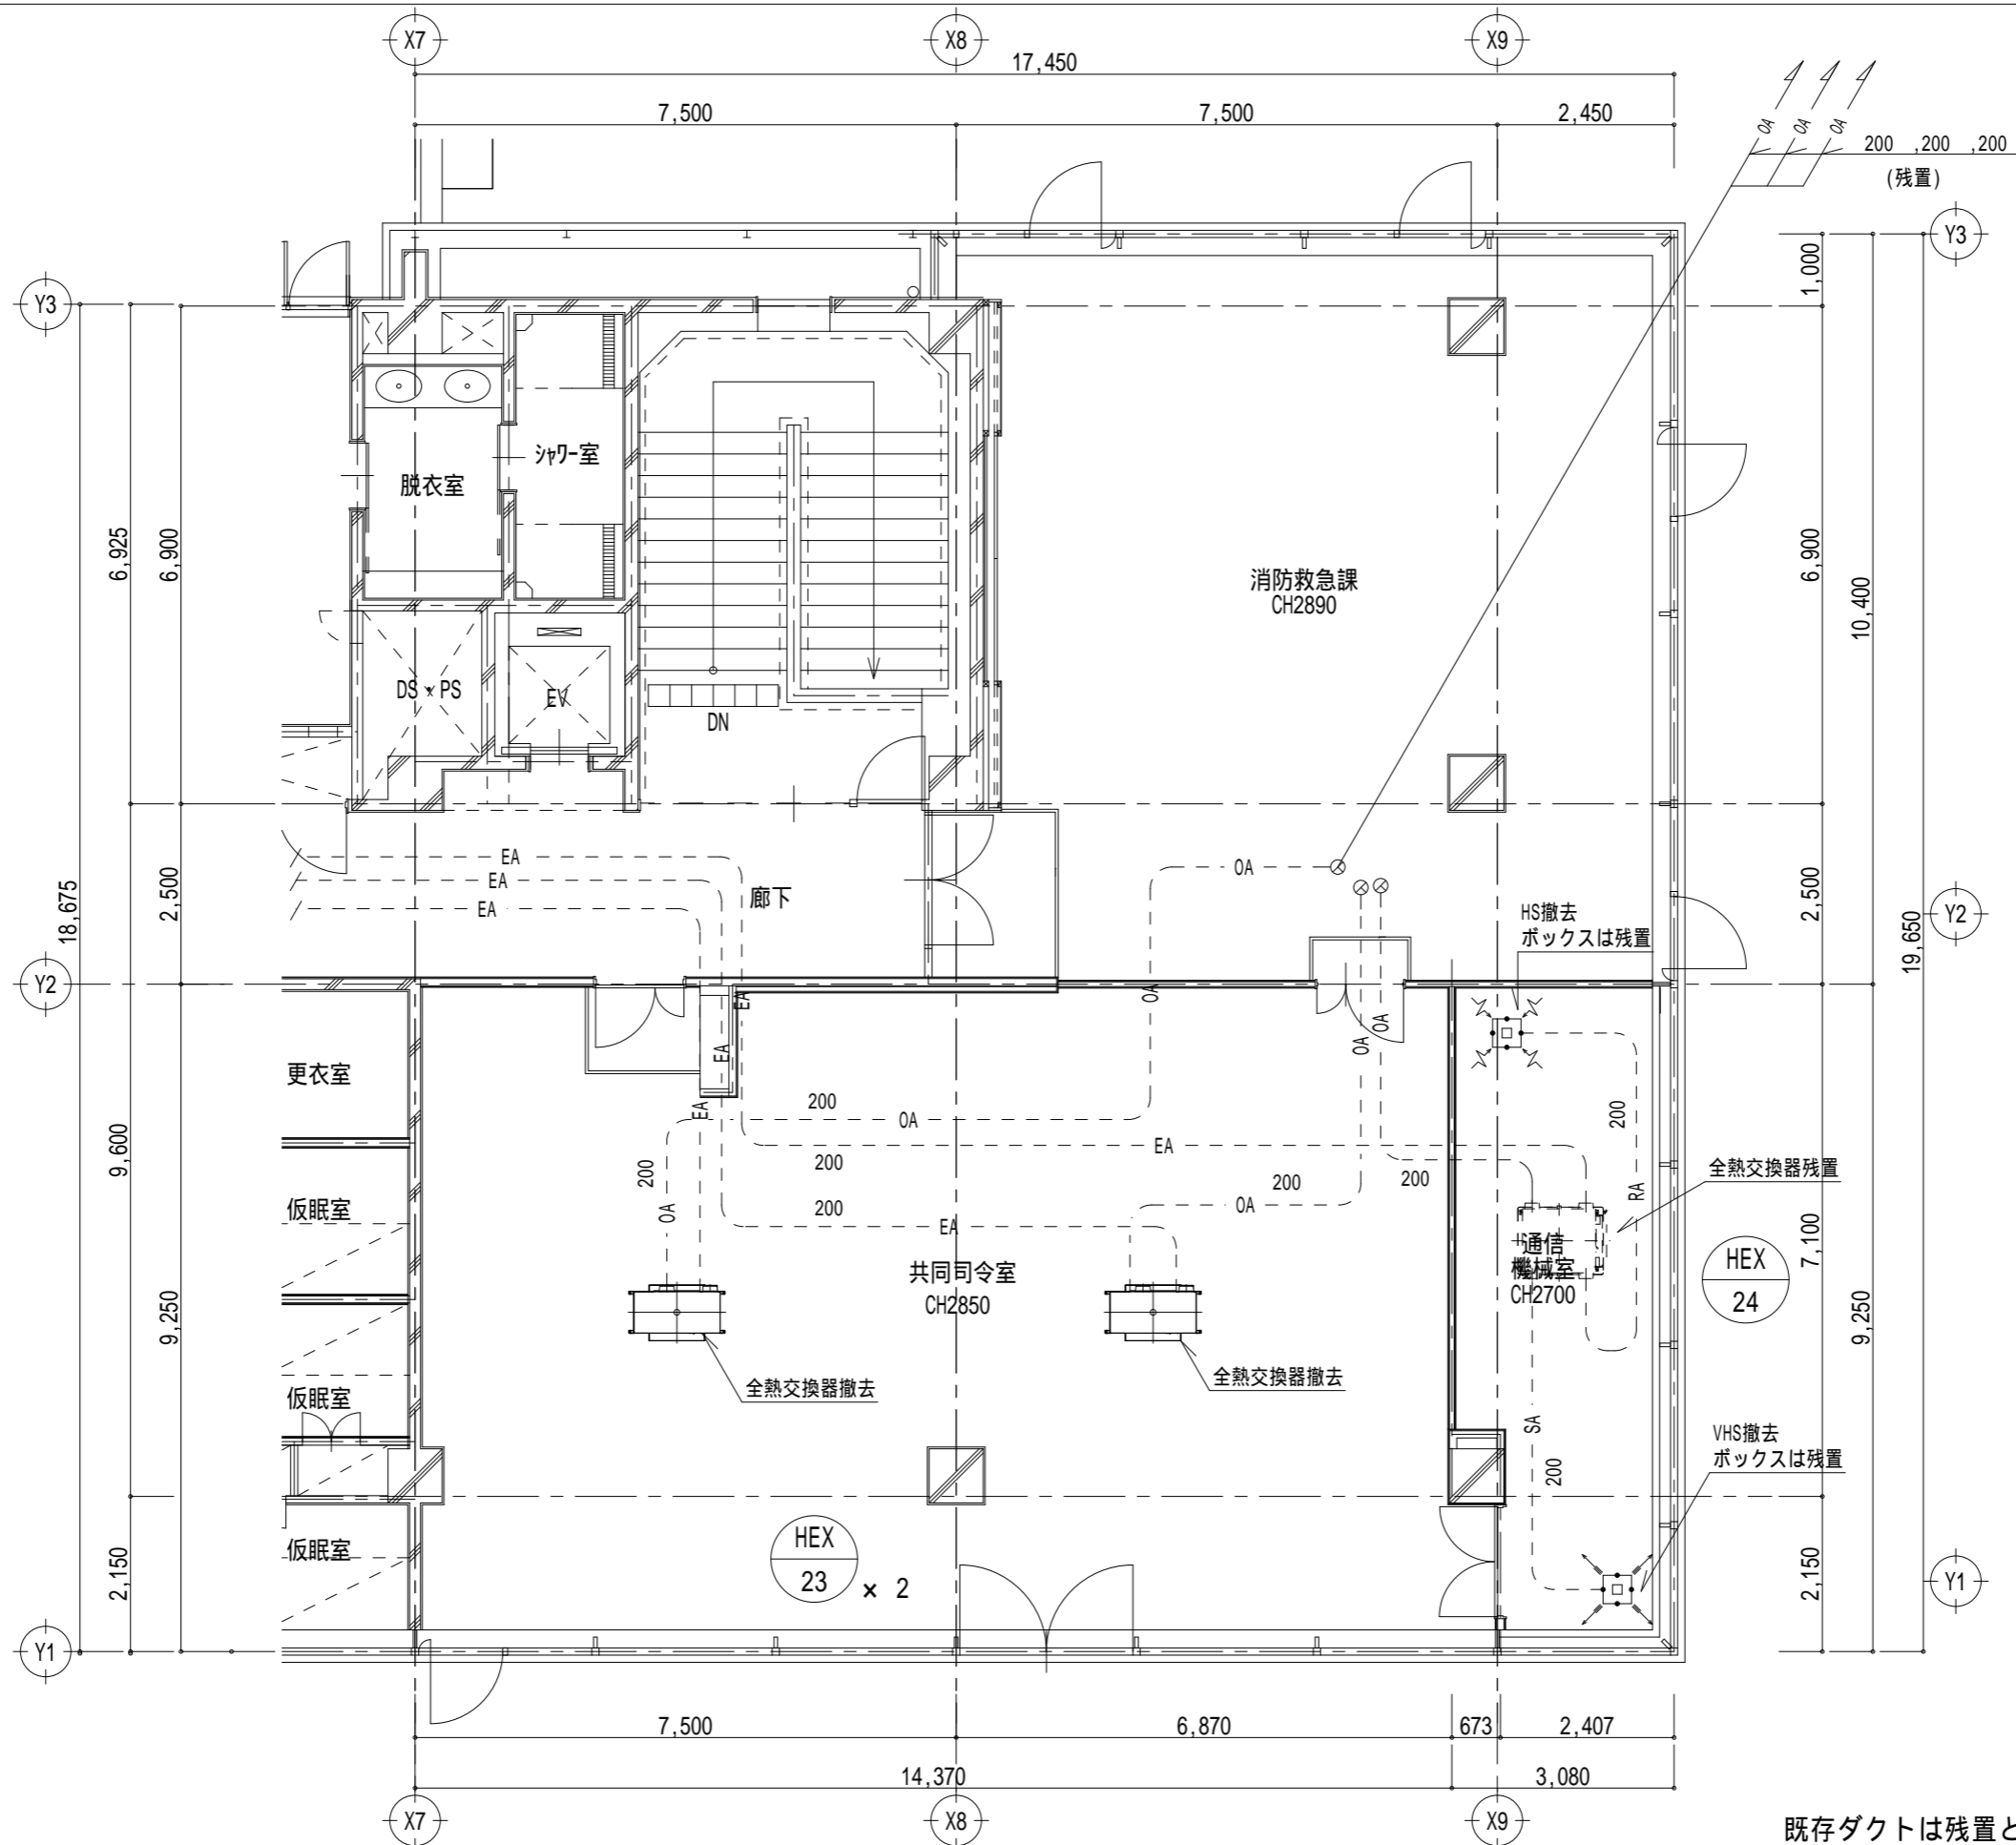 X7
X8
X9
17,450
7,500
7,500
2,450
OA
OA
OA
200 ,200 ,200
(残置)
Y3
Y3
1,000
シャワー室
脱衣室
6,925
6,900
消防救急課
CH2890
6,900
10,400
DS・PS
EV
DN
EA
EA
EA
廊下
OA
18,675
2,500
HS撤去
ボックスは残置
2,500
19,650
Y2
Y2
EA
EA
EA
OA
OA
OA
更衣室
200
OA
200
9,600
200
OA
200
EA
200
全熱交換器残置
RA
仮眠室
200
OA
200
EA
共同司令室
CH2850
通信
機械室
CH2700
HEX
24
7,100
9,250
9,250
全熱交換器撤去
全熱交換器撤去
仮眠室
SA
200
VHS撤去
ボックスは残置
HEX
23
× 2
仮眠室
2,150
2,150
Y1
Y1
7,500
6,870
673
2,407
14,370
3,080
X7
X8
X9
既存ダクトは残置と